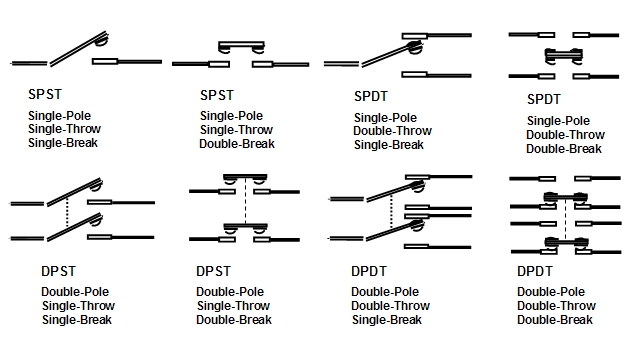 SPST
Single-Pole
Single-Throw
Single-Break
SPST
Single-Pole
Single-Throw
Double-Break
SPDT
Single-Pole
Double-Throw
Single-Break
SPDT
Single-Pole
Double-Throw
Double-Break
DPST
Double-Pole
Single-Throw
Single-Break
DPST
Double-Pole
Single-Throw
Double-Break
DPDT
Double-Pole
Double-Throw
Single-Break
DPDT
Double-Pole
Double-Throw
Double-Break